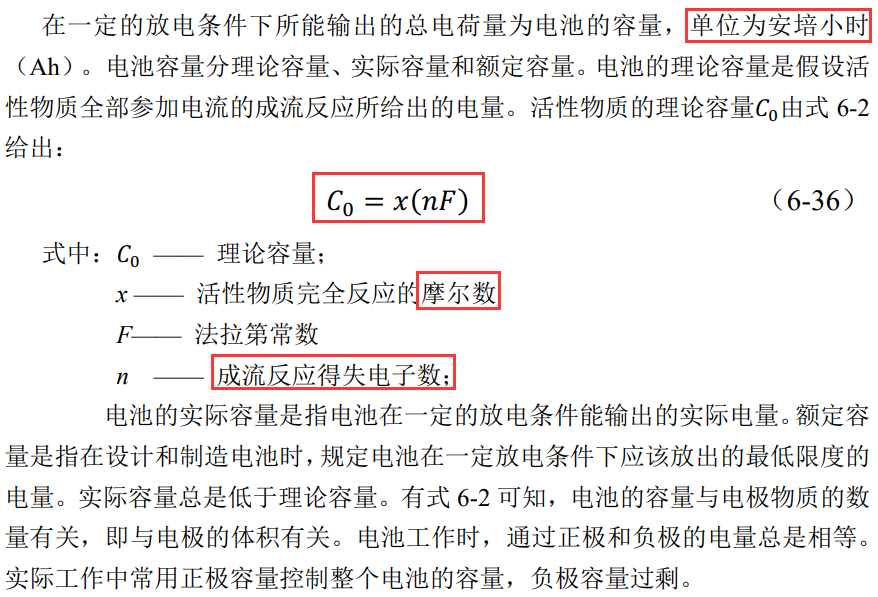 在一定的放电条件下所能输出的总电荷量为电池的容量，单位为安培小时
（Ah）。电池容量分理论容量、实际容量和额定容量。电池的理论容量是假设活
性物质全部参加电流的成流反应所给出的电量。活性物质的理论容量C₀由式 6-2
给出：
C₀ = x(nF) （6-36）
式中：C₀ —— 理论容量；
x —— 活性物质完全反应的摩尔数
F—— 法拉第常数
n —— 成流反应得失电子数；
电池的实际容量是指电池在一定的放电条件能输出的实际电量。额定容
量是指在设计和制造电池时，规定电池在一定放电条件下应该放出的最低限度的
电量。实际容量总是低于理论容量。有式 6-2 可知，电池的容量与电极物质的数
量有关，即与电极的体积有关。电池工作时，通过正极和负极的电量总是相等。
实际工作中常用正极容量控制整个电池的容量，负极容量过剩。